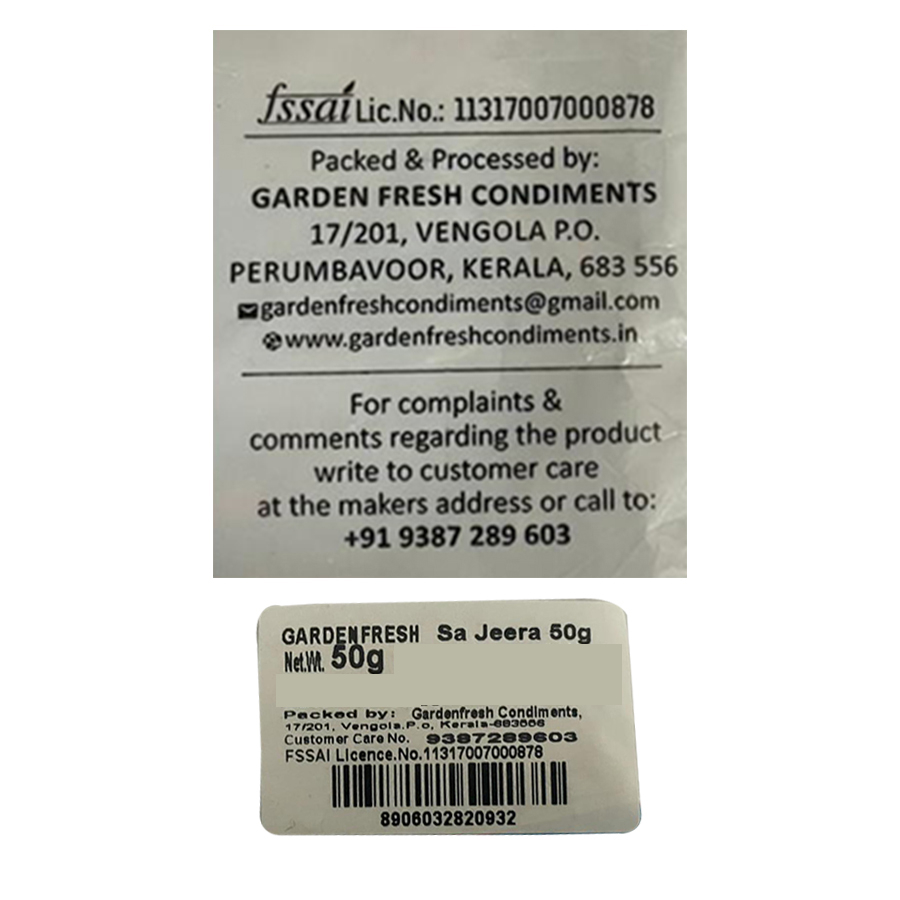 fssai Lic.No.: 11317007000878
Packed & Processed by:
GARDEN FRESH CONDIMENTS
17/201, VENGOLA P.O.
PERUMBAVOOR, KERALA, 683 556
gardenfreshcondiments@gmail.com
www.gardenfreshcondiments.in
For complaints &
comments regarding the product
write to customer care
at the makers address or call to:
+91 9387 289 603
GARDENFRESH Sa Jeera 50g
Net.Wt. 50g
Packed by: Gardenfresh Condiments,
17/201, Vengola.P.o, Kerala-683556
Customer Care No. 9387289603
FSSAI Licence.No.11317007000878
8906032820932